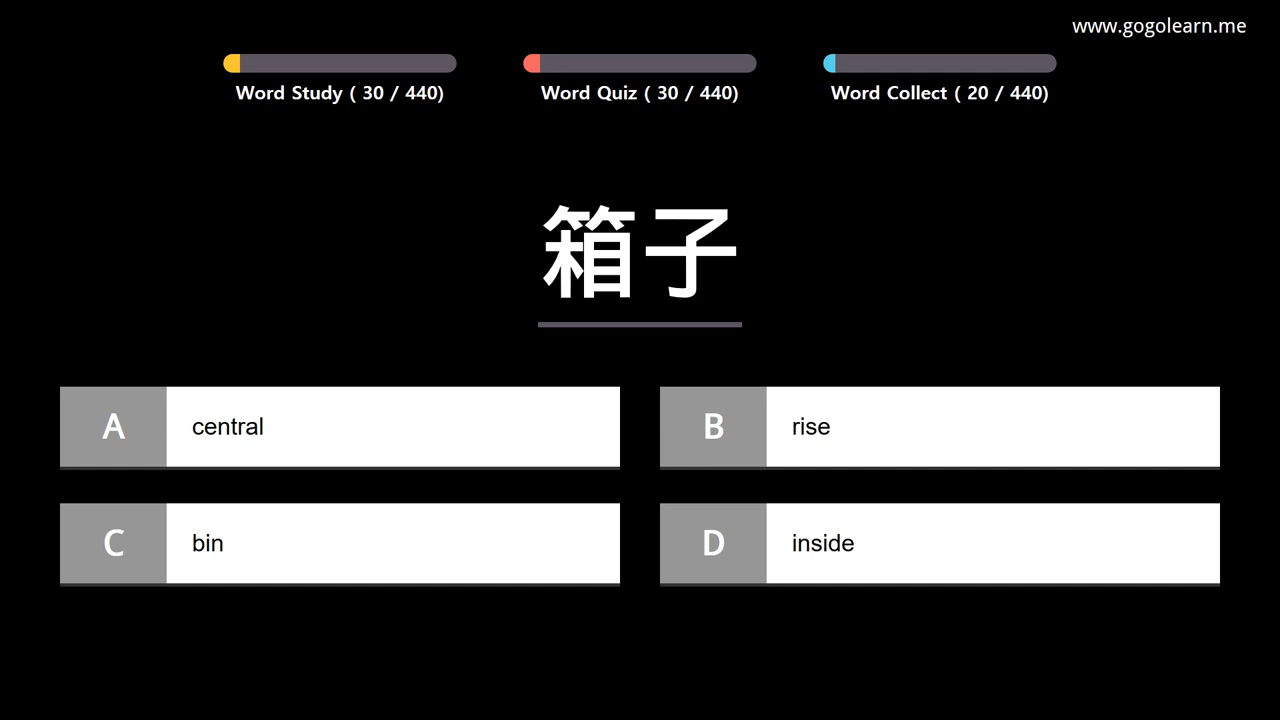 www.gogolearn.me
Word Study ( 30 / 440)
Word Quiz ( 30 / 440)
Word Collect ( 20 / 440)
箱子
A central
B rise
C bin
D inside